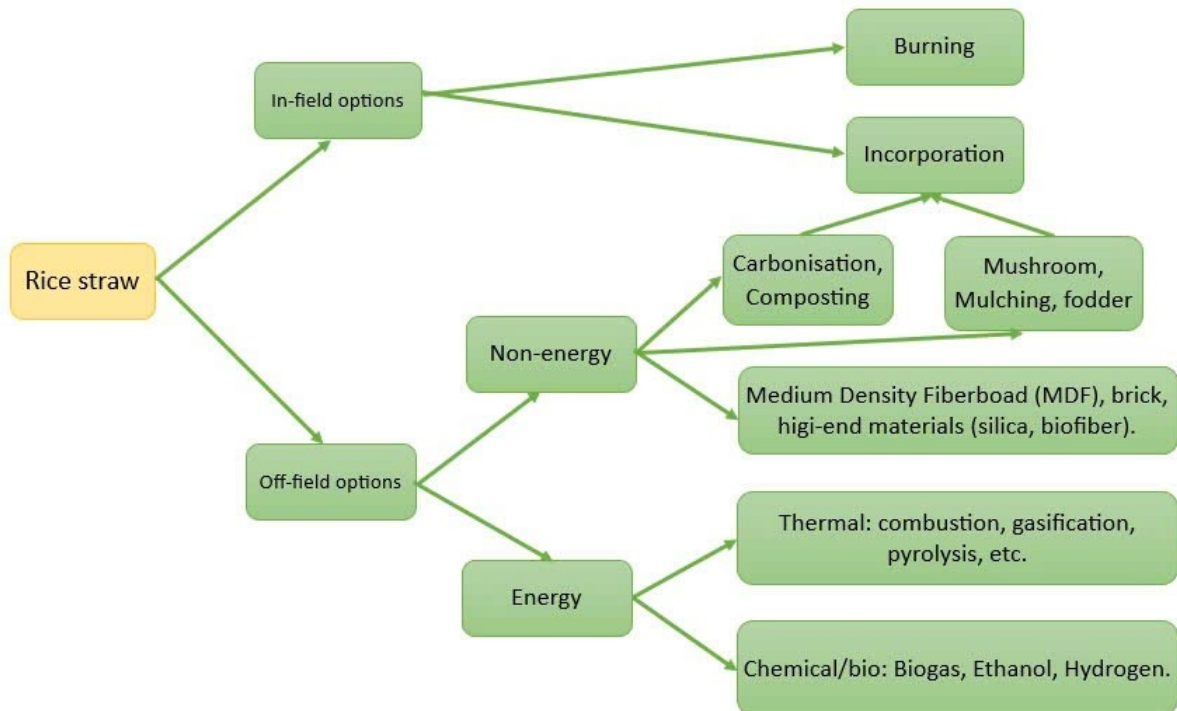 Burning
In-field options
Incorporation
Rice straw
Carbonisation,
Composting
Mushroom,
Mulching, fodder
Non-energy
Medium Density Fiberboad (MDF), brick,
higi-end materials (silica, biofiber).
Off-field options
Thermal: combustion, gasification,
pyrolysis, etc.
Energy
Chemical/bio: Biogas, Ethanol, Hydrogen.